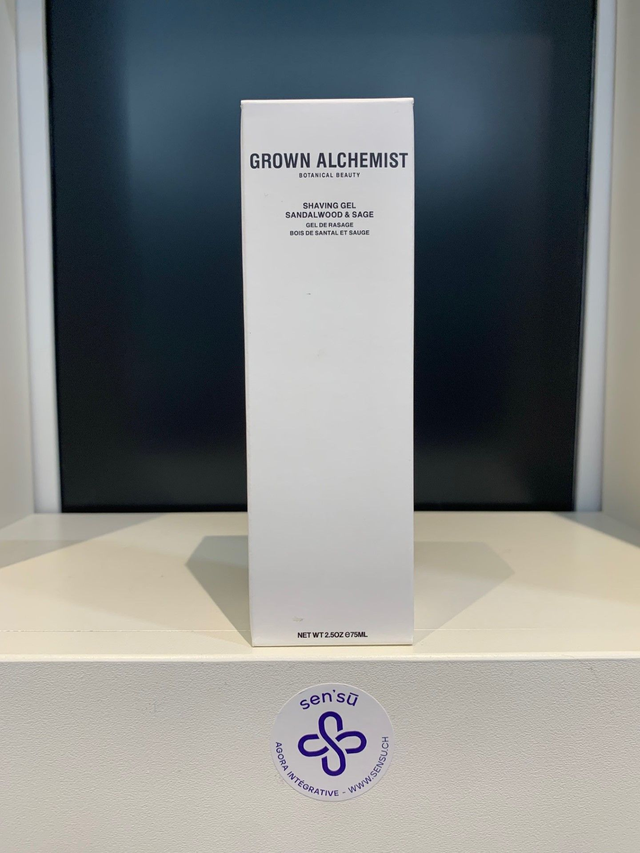 GROWN ALCHEMIST
BOTANICAL BEAUTY
SHAVING GEL
SANDALWOOD & SAGE
GEL DE RASAGE
BOIS DE SANTAL ET SAUGE
NET WT 2.5OZ ℮75ML
sen'sū
AGORA INTÉGRATIVE - WWW.SENSU.CH